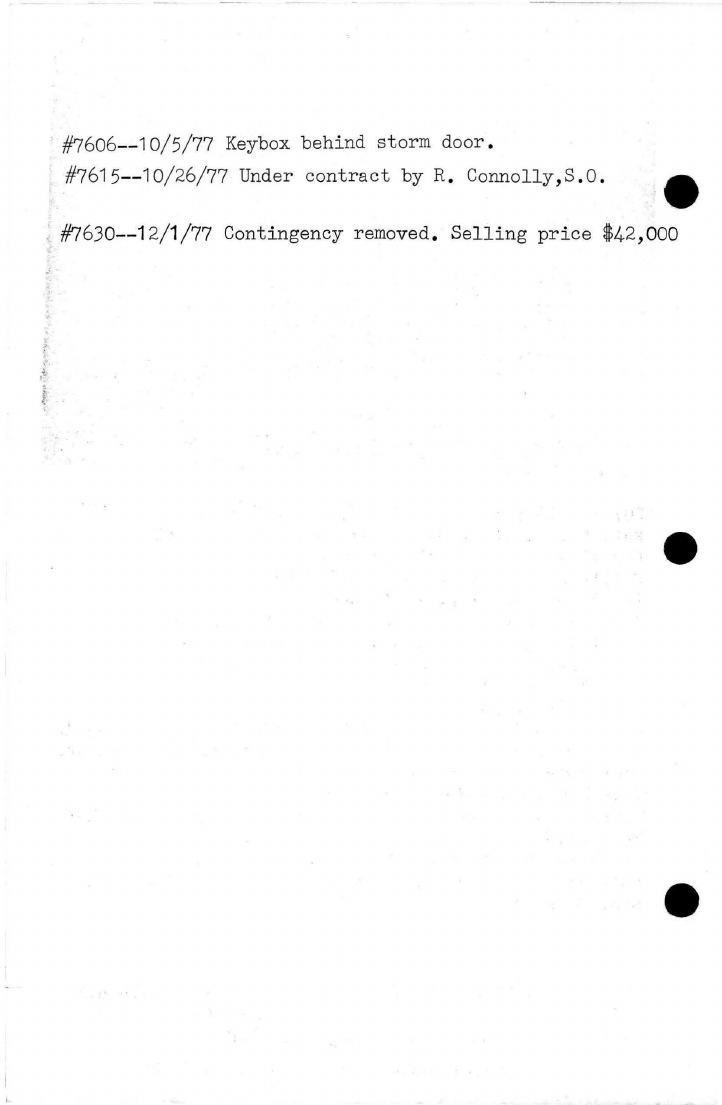 #7606--10/5/77 Keybox behind storm door.
#7615--10/26/77 Under contract by R. Connolly,S.O.
#7630--12/1/77 Contingency removed. Selling price $42,000